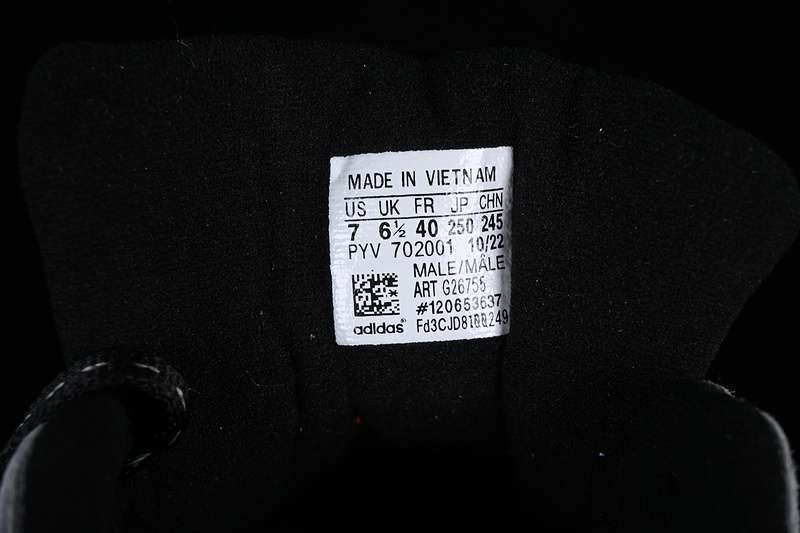 MADE IN VIETNAM
US UK FR JP CHN
7 6½ 40 250 245
PYV 702001 10/22
MALE/MÂLE
ART G26755
#120653637
adidas®